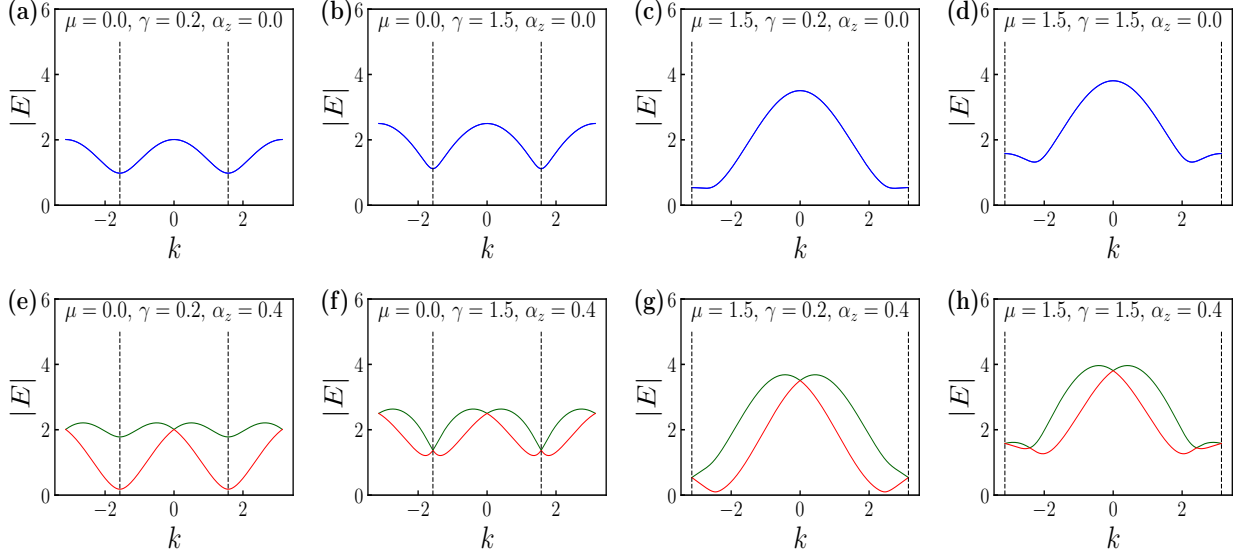 (a)
μ = 0.0, γ = 0.2, α_z = 0.0
|E|
6
4
2
0
−2 0 2
k
(b)
μ = 0.0, γ = 1.5, α_z = 0.0
|E|
6
4
2
0
−2 0 2
k
(c)
μ = 1.5, γ = 0.2, α_z = 0.0
|E|
6
4
2
0
−2 0 2
k
(d)
μ = 1.5, γ = 1.5, α_z = 0.0
|E|
6
4
2
0
−2 0 2
k
(e)
μ = 0.0, γ = 0.2, α_z = 0.4
|E|
6
4
2
0
−2 0 2
k
(f)
μ = 0.0, γ = 1.5, α_z = 0.4
|E|
6
4
2
0
−2 0 2
k
(g)
μ = 1.5, γ = 0.2, α_z = 0.4
|E|
6
4
2
0
−2 0 2
k
(h)
μ = 1.5, γ = 1.5, α_z = 0.4
|E|
6
4
2
0
−2 0 2
k